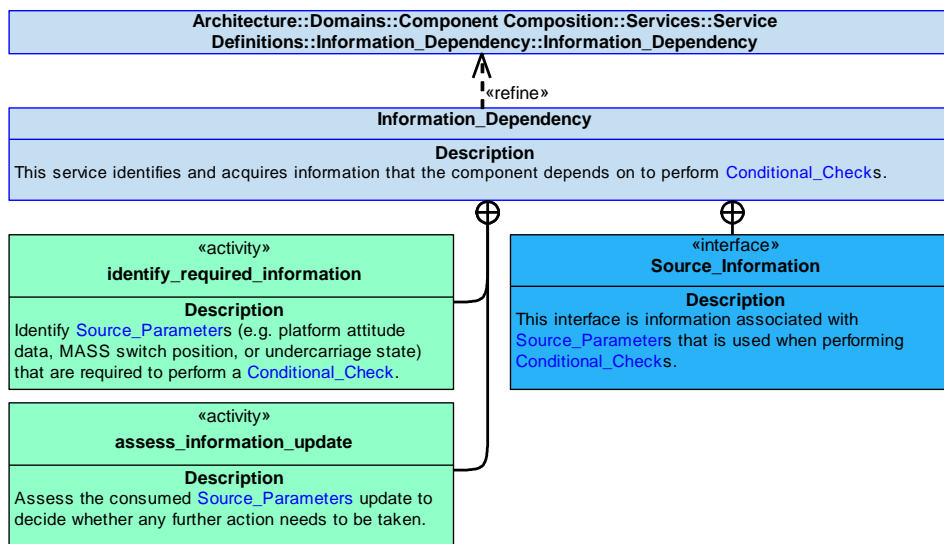 Architecture::Domains::Component Composition::Services::Service
Definitions::Information_Dependency::Information_Dependency
«refine»
Information_Dependency
Description
This service identifies and acquires information that the component depends on to perform Conditional_Checks.
«activity»
identify_required_information
Description
Identify Source_Parameters (e.g. platform attitude
data, MASS switch position, or undercarriage state)
that are required to perform a Conditional_Check.
«interface»
Source_Information
Description
This interface is information associated with
Source_Parameters that is used when performing
Conditional_Checks.
«activity»
assess_information_update
Description
Assess the consumed Source_Parameters update to
decide whether any further action needs to be taken.